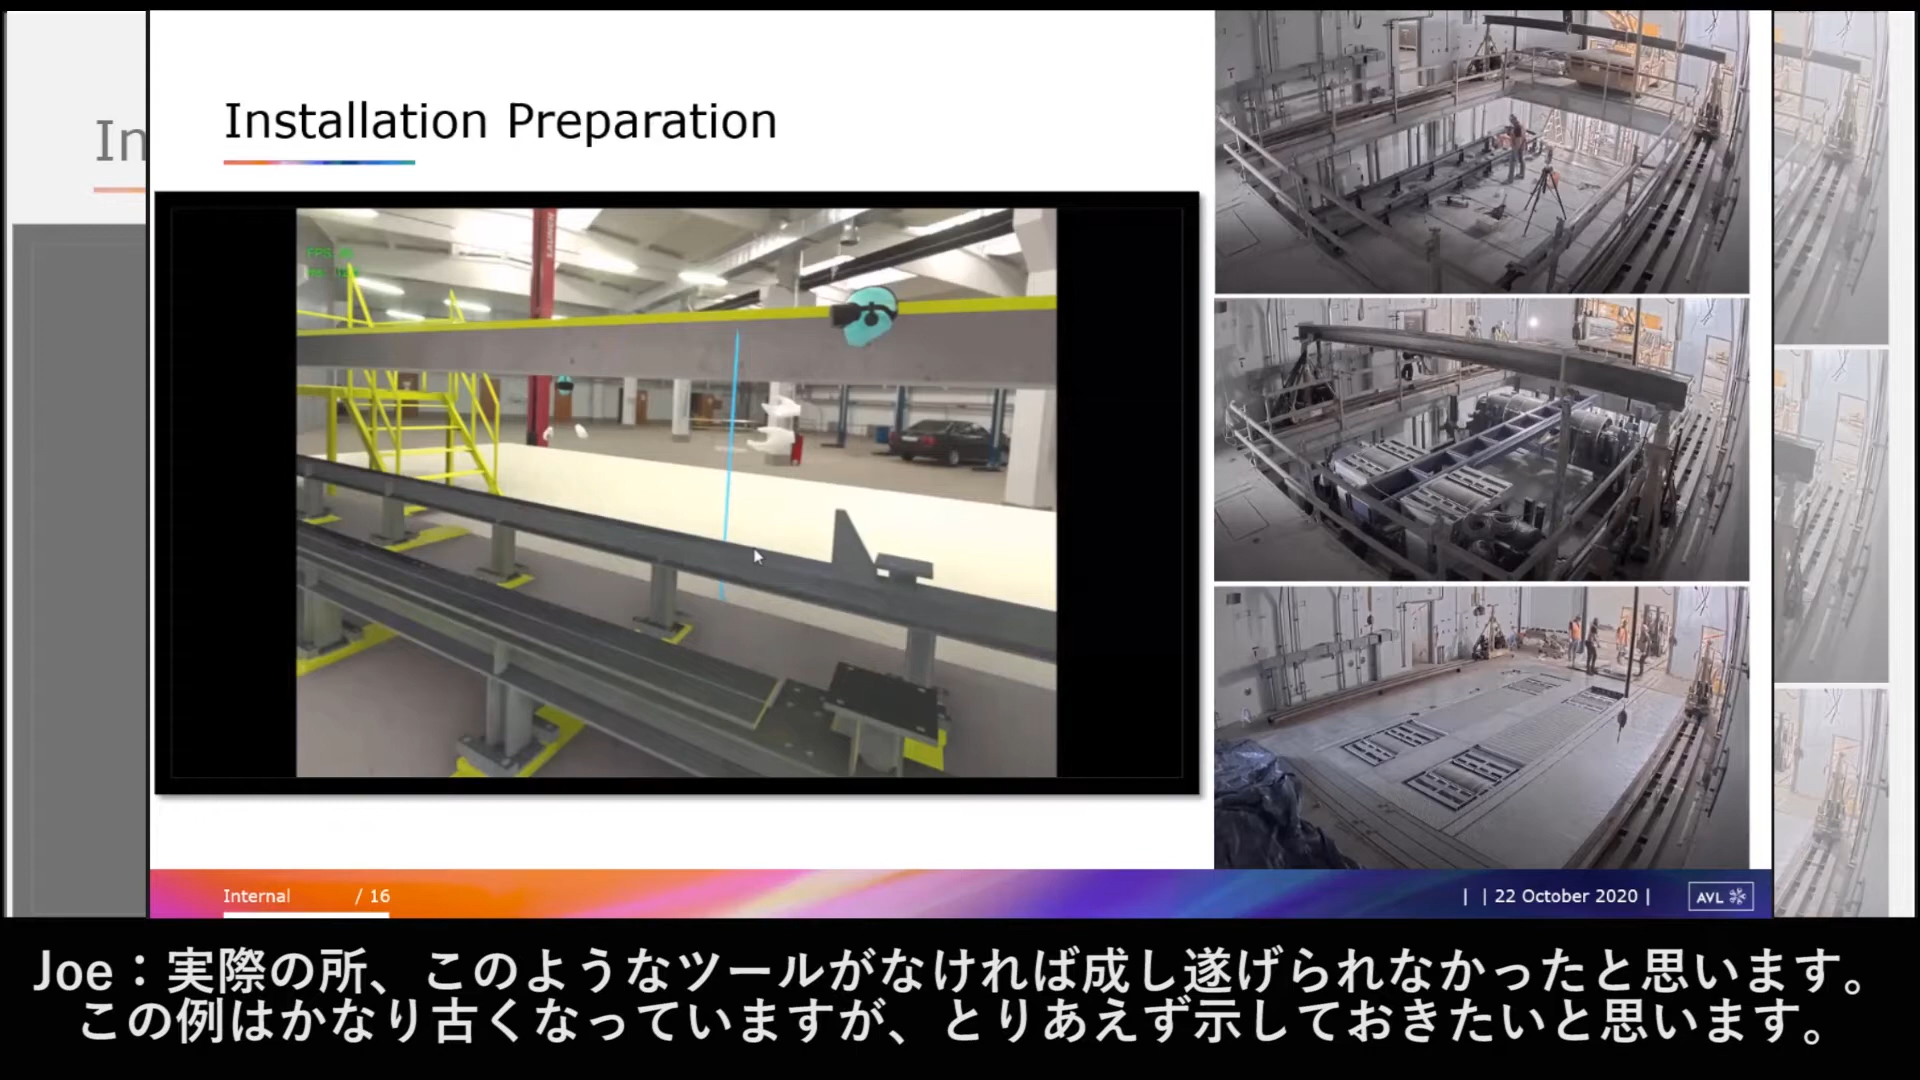 In
Installation Preparation
FPS:
Internal / 16
| | 22 October 2020 |
AVL
Joe：実際の所、このようなツールがなければ成し遂げられなかったと思います。
この例はかなり古くなっていますが、とりあえず示しておきたいと思います。